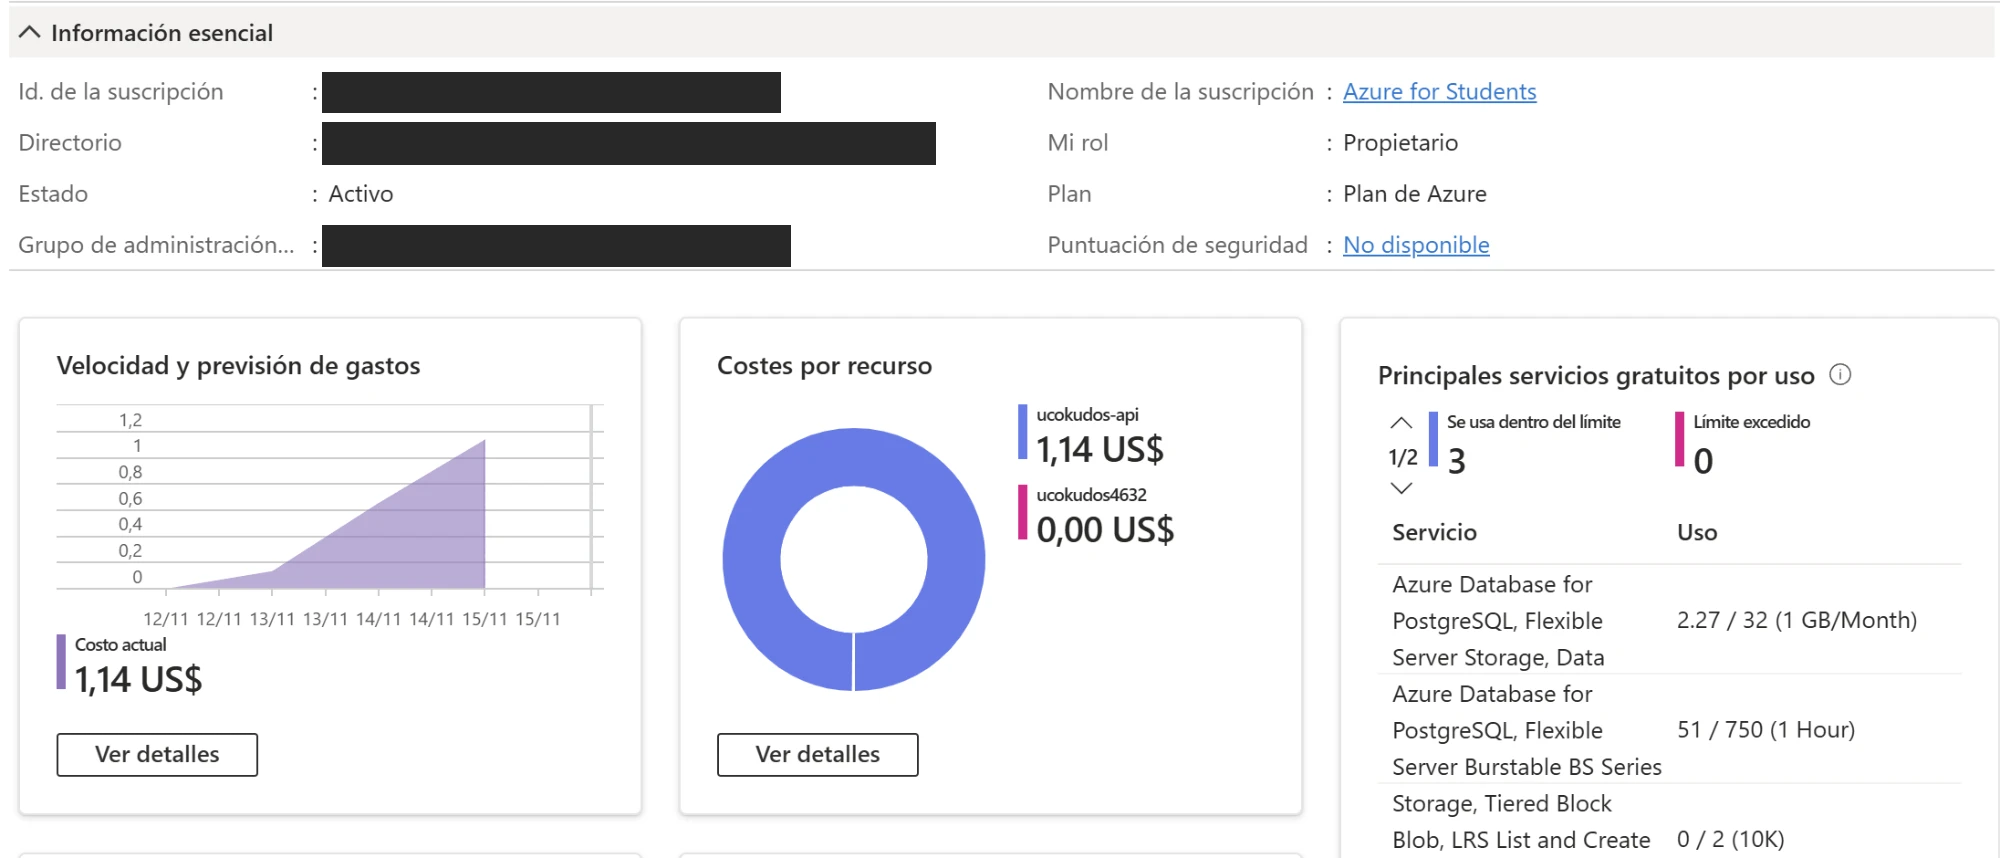 Información esencial
Id. de la suscripción :
Nombre de la suscripción : Azure for Students
Directorio :
Mi rol : Propietario
Estado : Activo
Plan : Plan de Azure
Grupo de administración... :
Puntuación de seguridad : No disponible
Velocidad y previsión de gastos
1,2
1
0,8
0,6
0,4
0,2
0
12/11 12/11 13/11 13/11 14/11 14/11 15/11 15/11
Costo actual
1,14 US$
Ver detalles
Costes por recurso
ucokudos-api
1,14 US$
ucokudos4632
0,00 US$
Ver detalles
Principales servicios gratuitos por uso
1/2
Se usa dentro del límite
3
Límite excedido
0
Servicio Uso
Azure Database for
PostgreSQL, Flexible
Server Storage, Data
2.27 / 32 (1 GB/Month)
Azure Database for
PostgreSQL, Flexible
Server Burstable BS Series
51 / 750 (1 Hour)
Storage, Tiered Block
Blob, LRS List and Create
0 / 2 (10K)